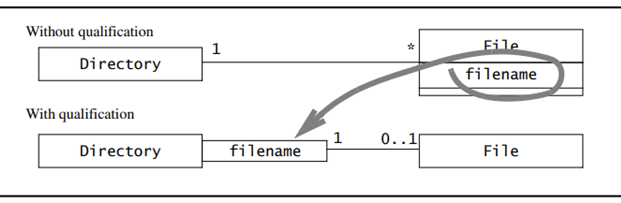 Without qualification
Directory 1 * File
filename
With qualification
Directory filename 1 0..1 File